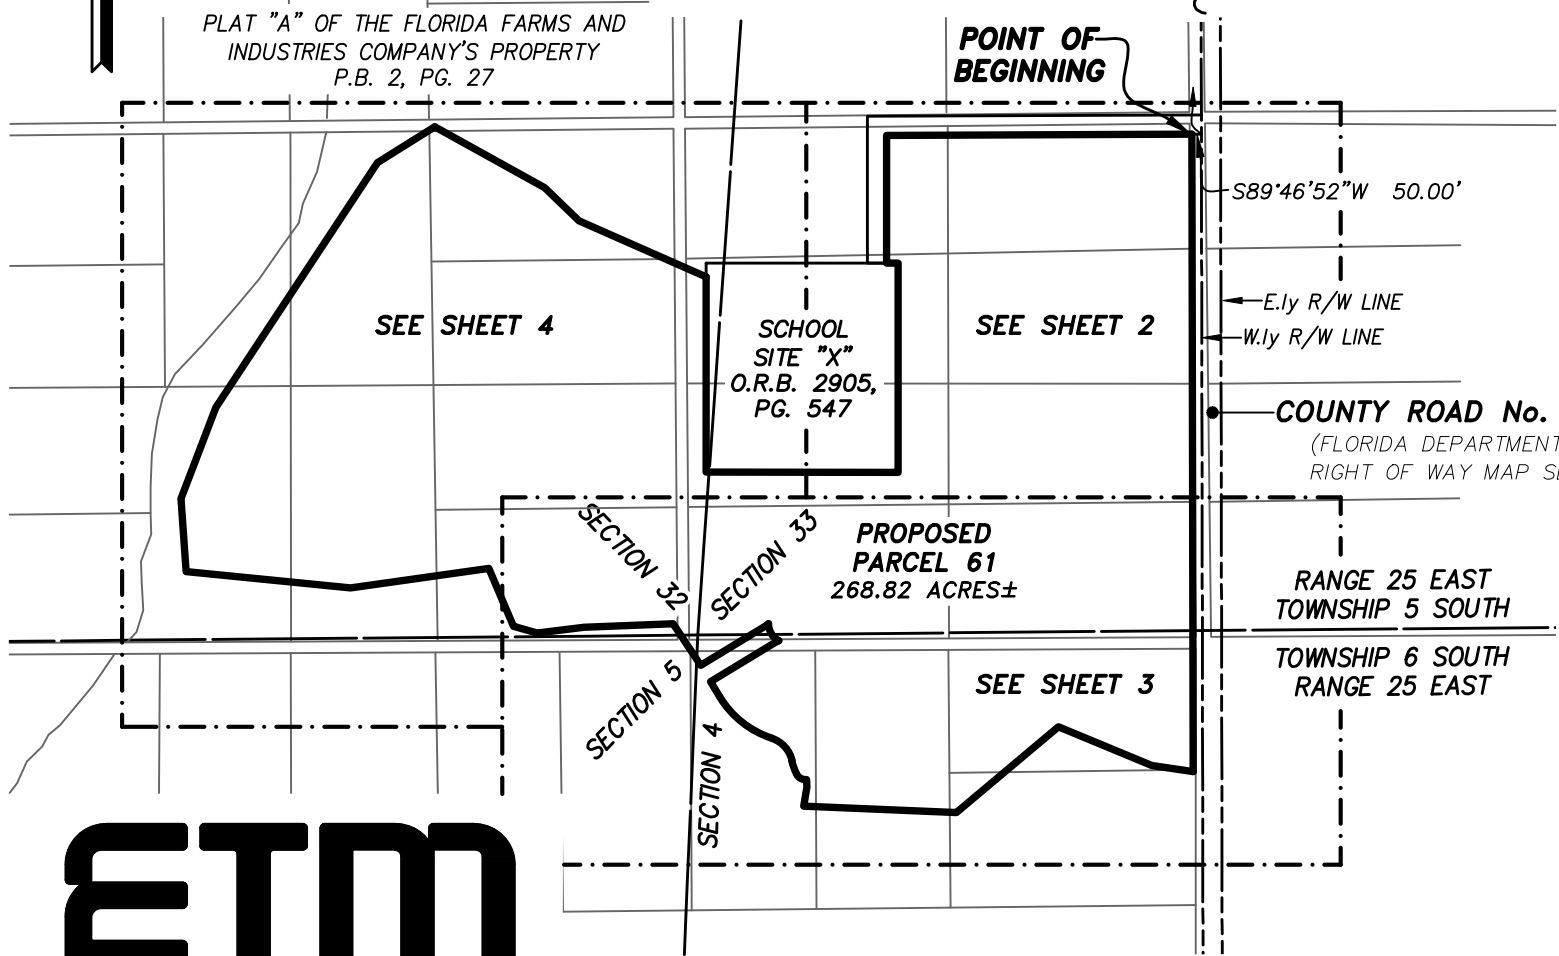 PLAT "A" OF THE FLORIDA FARMS AND
INDUSTRIES COMPANY'S PROPERTY
P.B. 2, PG. 27
POINT OF
BEGINNING
S89°46'52"W 50.00'
E.ly R/W LINE
W.ly R/W LINE
SEE SHEET 4
SCHOOL
SITE "X"
O.R.B. 2905,
PG. 547
SEE SHEET 2
COUNTY ROAD No.
(FLORIDA DEPARTMENT
RIGHT OF WAY MAP
SECTION 32
SECTION 33
PROPOSED
PARCEL 61
268.82 ACRES±
RANGE 25 EAST
TOWNSHIP 5 SOUTH
TOWNSHIP 6 SOUTH
RANGE 25 EAST
SECTION 5
SECTION 4
SEE SHEET 3
ETM